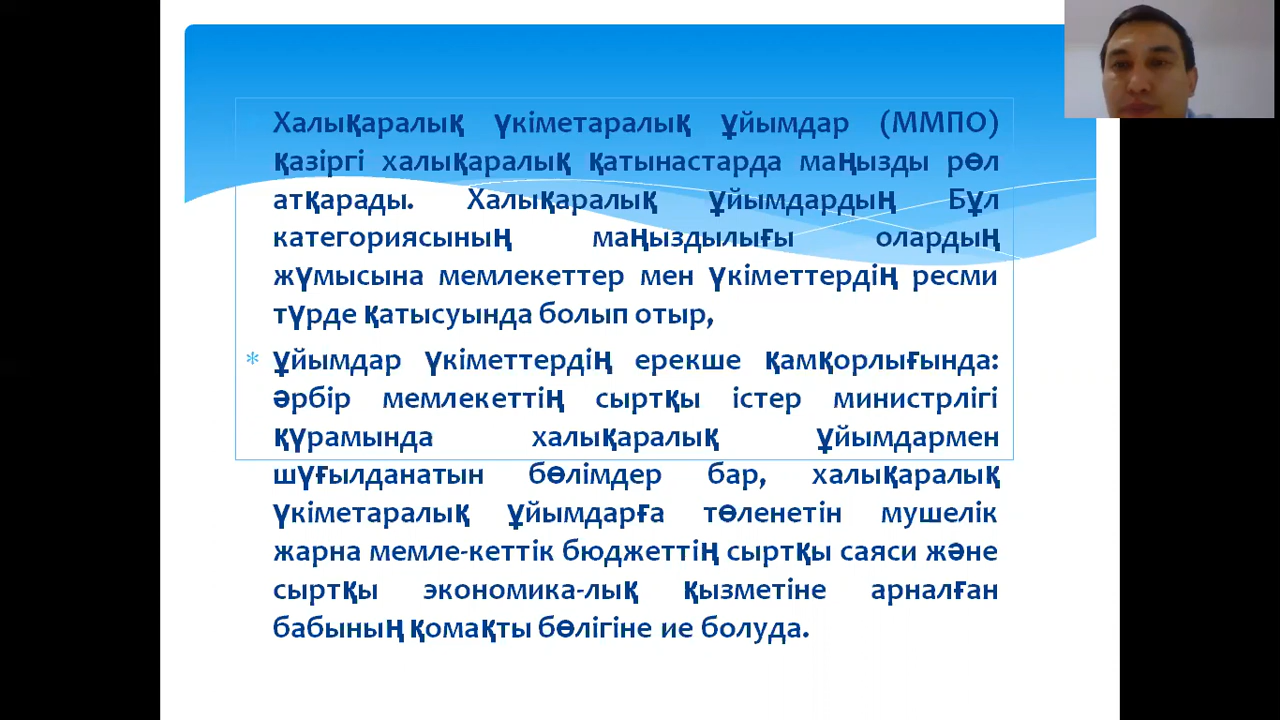 Халықаралық үкіметаралық ұйымдар (ММПО)
қазіргі халықаралық қатынастарда маңызды рөл
атқарады. Халықаралық ұйымдардың Бұл
категориясының маңыздылығы олардың
жүмысына мемлекеттер мен үкіметтердің ресми
түрде қатысуында болып отыр,
* Ұйымдар үкіметтердің ерекше қамқорлығында:
әрбір мемлекеттің сыртқы істер министрлігі
қүрамында халықаралық ұйымдармен
шүғылданатын бөлімдер бар, халықаралық
үкіметаралық ұйымдарға төленетін мушелік
жарна мемле-кеттік бюджеттің сыртқы саяси және
сыртқы экономика-лық қызметіне арналған
бабының қомақты бөлігіне ие болуда.